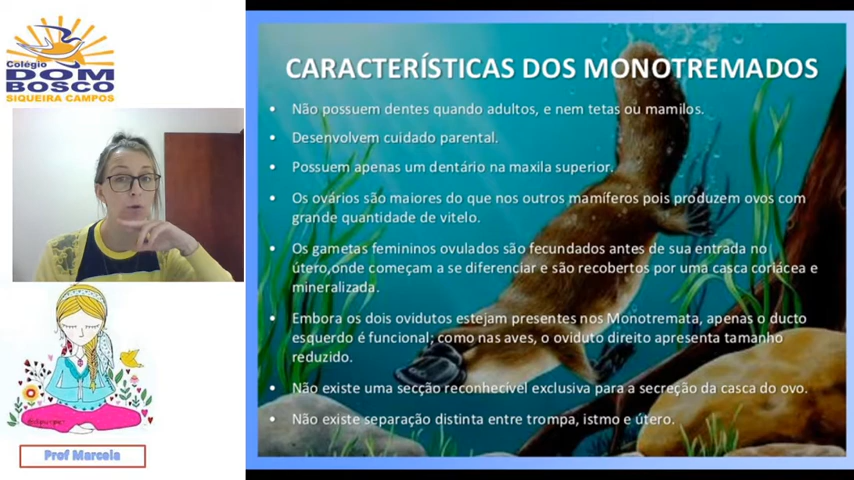 Colégio
DOM
BOSCO
SIQUEIRA CAMPOS
Prof Marcela
CARACTERÍSTICAS DOS MONOTREMADOS
• Não possuem dentes quando adultos, e nem tetas ou mamilos.
• Desenvolvem cuidado parental.
• Possuem apenas um dentário na maxila superior.
• Os ovários são maiores do que nos outros mamíferos pois produzem ovos com
grande quantidade de vitelo.
• Os gametas femininos ovulados são fecundados antes de sua entrada no
útero,onde começam a se diferenciar e são recobertos por uma casca coriácea e
mineralizada.
• Embora os dois ovidutos estejam presentes nos Monotremata, apenas o ducto
esquerdo é funcional; como nas aves, o oviduto direito apresenta tamanho
reduzido.
• Não existe uma secção reconhecível exclusiva para a secreção da casca do ovo.
• Não existe separação distinta entre trompa, istmo e útero.